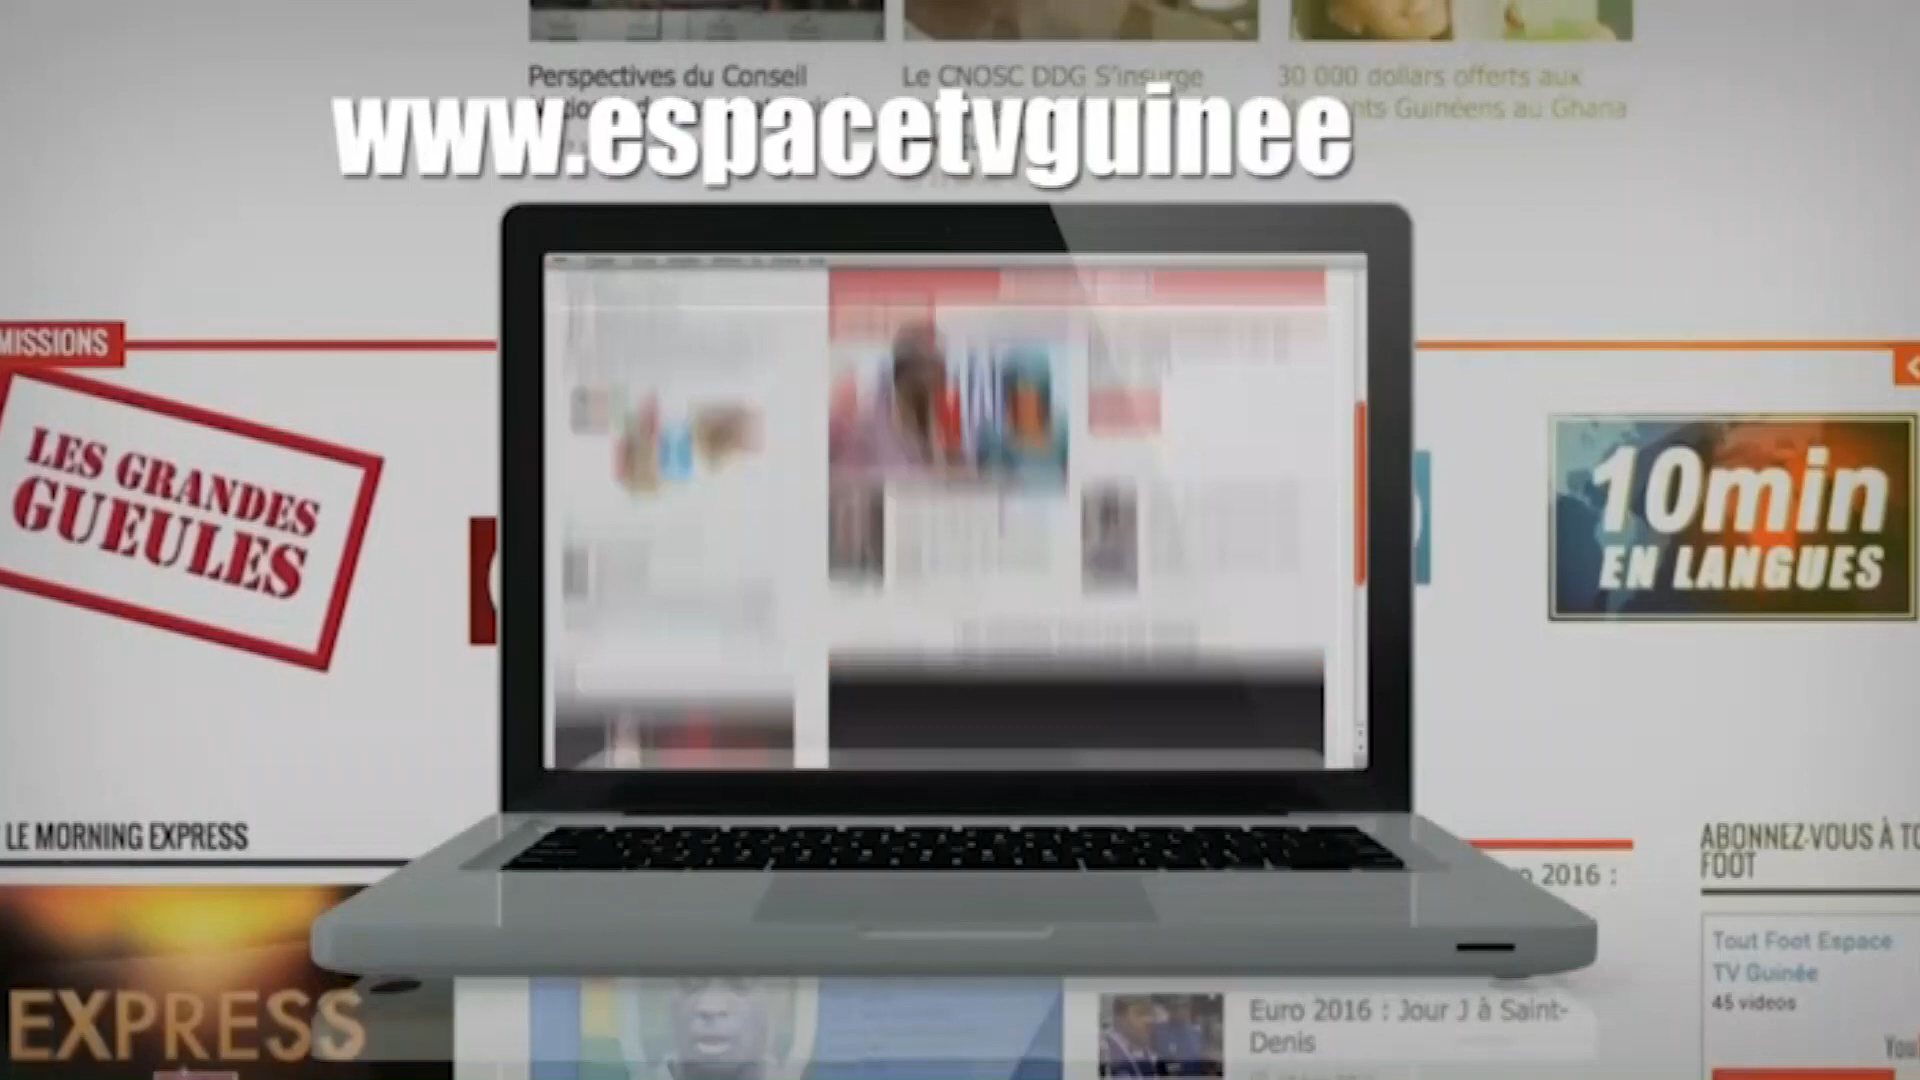 Perspectives du Conseil
Le CNOSC DDG S'insurge
30 000 dollars offerts aux
Guinéens au Ghana
www.espacetvguinee
MISSIONS
LES GRANDES
GUEULES
10min
EN LANGUES
LE MORNING EXPRESS
ABONNEZ-VOUS À
FOOT
2016 :
Tout Foot Espace
TV Guinée
45 videos
EXPRESS
Euro 2016 : Jour J à Saint-
Denis